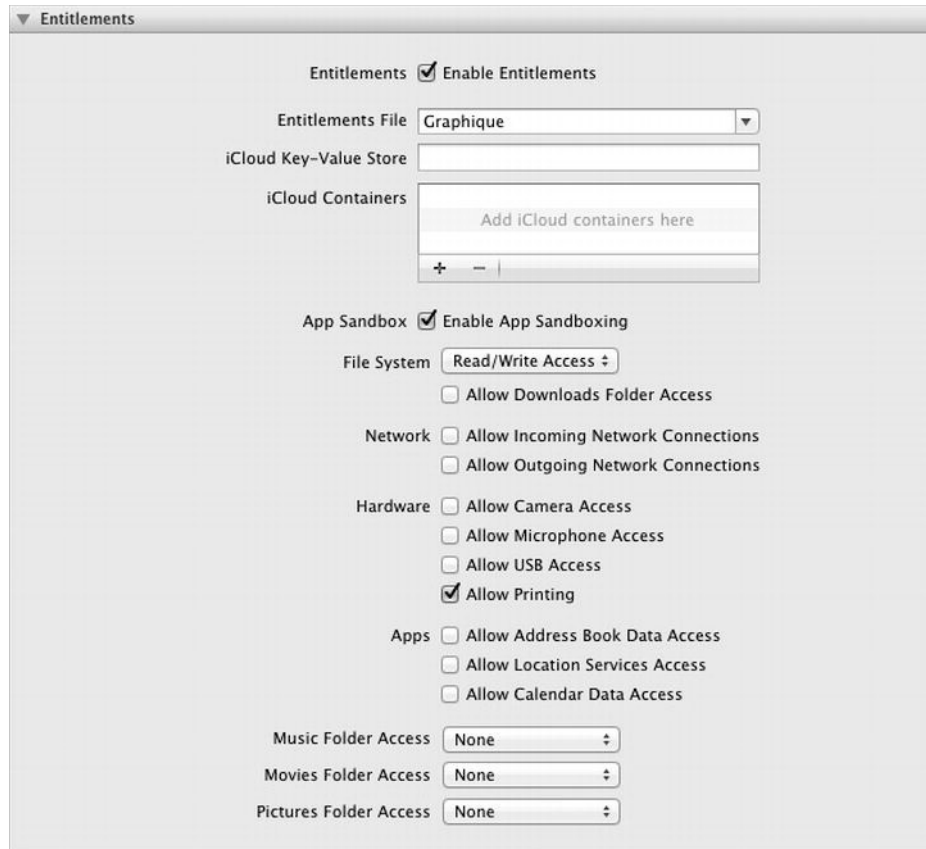 Entitlements
Entitlements Enable Entitlements
Entitlements File Graphique
iCloud Key-Value Store
iCloud Containers
Add iCloud containers here
App Sandbox Enable App Sandboxing
File System Read/Write Access
Allow Downloads Folder Access
Network Allow Incoming Network Connections
Allow Outgoing Network Connections
Hardware Allow Camera Access
Allow Microphone Access
Allow USB Access
Allow Printing
Apps Allow Address Book Data Access
Allow Location Services Access
Allow Calendar Data Access
Music Folder Access None
Movies Folder Access None
Pictures Folder Access None